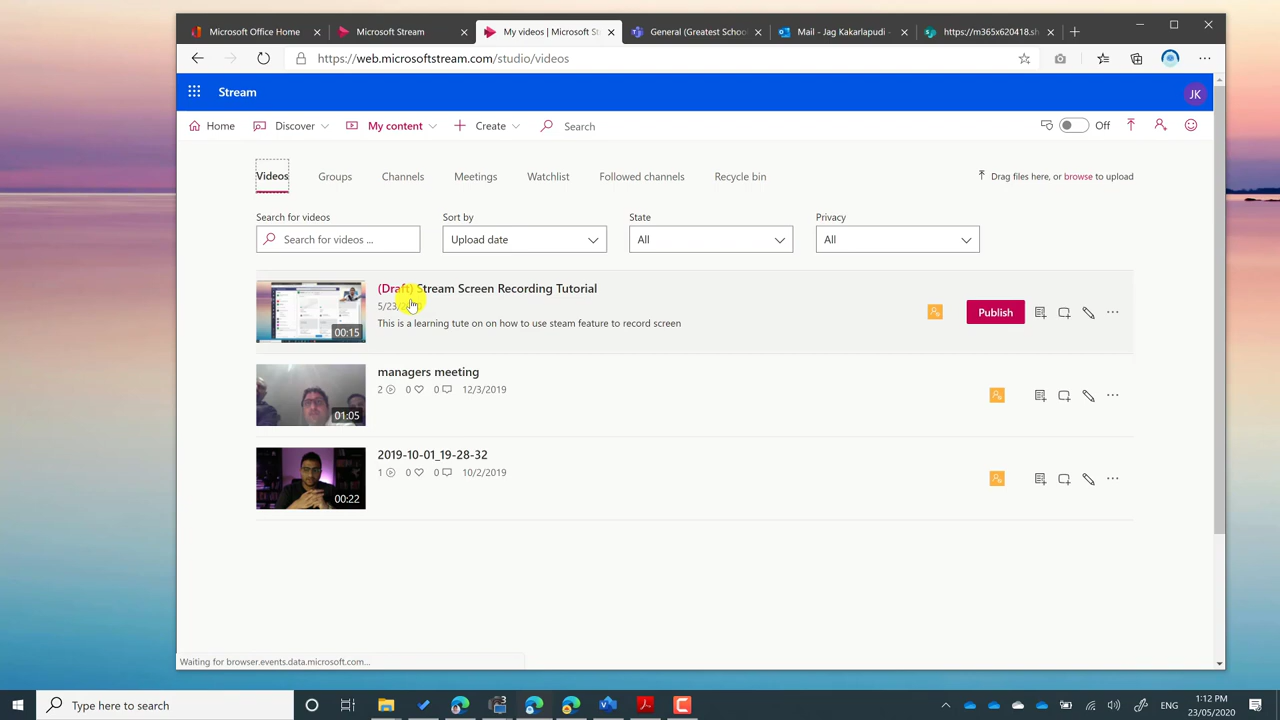 Microsoft Office Home
Microsoft Stream
My videos | Microsoft St
General (Greatest Schoo
Mail - Jag Kakarlapudi -
https://m365x620418.sh
https://web.microsoftstream.com/studio/videos
Stream
JK
Home
Discover
My content
Create
Search
Off
Videos
Groups
Channels
Meetings
Watchlist
Followed channels
Recycle bin
Drag files here, or browse to upload
Search for videos
Sort by
State
Privacy
Search for videos ...
Upload date
All
All
(Draft) Stream Screen Recording Tutorial
5/23/2020
This is a learning tute on on how to use steam feature to record screen
00:15
Publish
managers meeting
2 0 0 12/3/2019
01:05
2019-10-01_19-28-32
1 0 0 10/2/2019
00:22
Waiting for browser.events.data.microsoft.com...
Type here to search
ENG
1:12 PM
23/05/2020